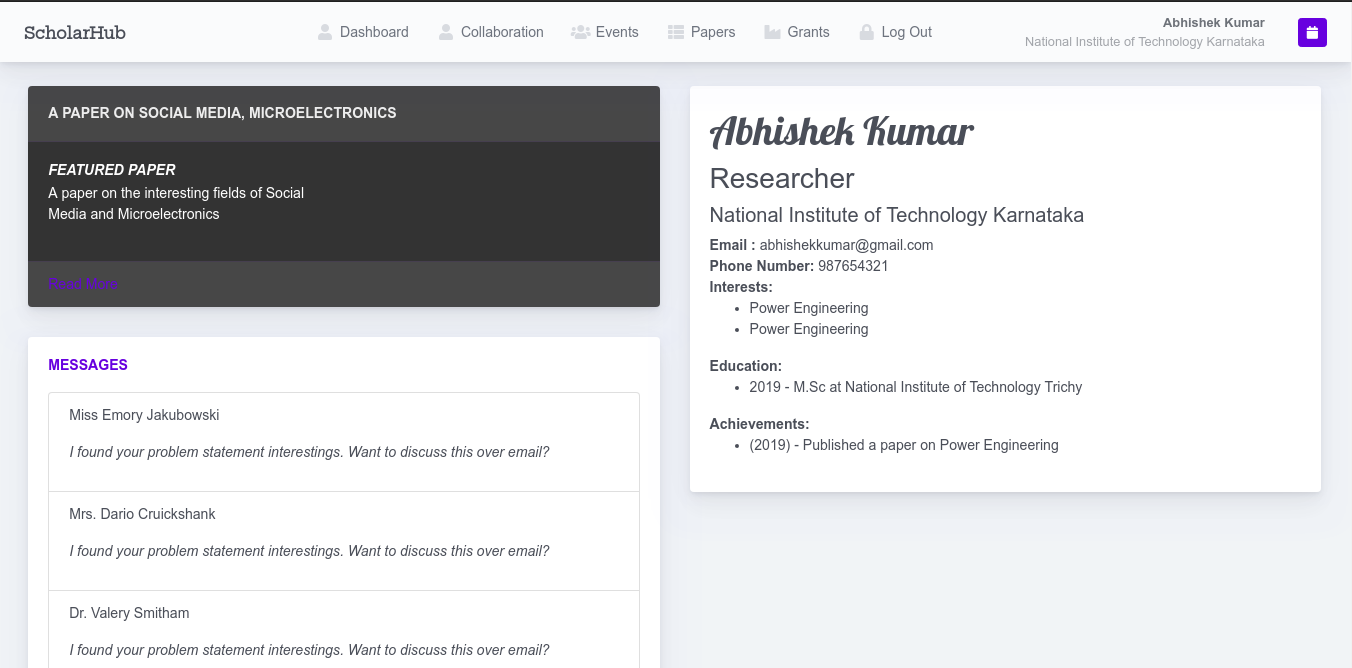 ScholarHub
Dashboard
Collaboration
Events
Papers
Grants
Log Out
Abhishek Kumar
National Institute of Technology Karnataka
A PAPER ON SOCIAL MEDIA, MICROELECTRONICS
FEATURED PAPER
A paper on the interesting fields of Social
Media and Microelectronics
Read More
MESSAGES
Miss Emory Jakubowski
I found your problem statement interestings. Want to discuss this over email?
Mrs. Dario Cruickshank
I found your problem statement interestings. Want to discuss this over email?
Dr. Valery Smitham
I found your problem statement interestings. Want to discuss this over email?
Abhishek Kumar
Researcher
National Institute of Technology Karnataka
Email : abhishekkumar@gmail.com
Phone Number: 987654321
Interests:
• Power Engineering
• Power Engineering
Education:
• 2019 - M.Sc at National Institute of Technology Trichy
Achievements:
• (2019) - Published a paper on Power Engineering